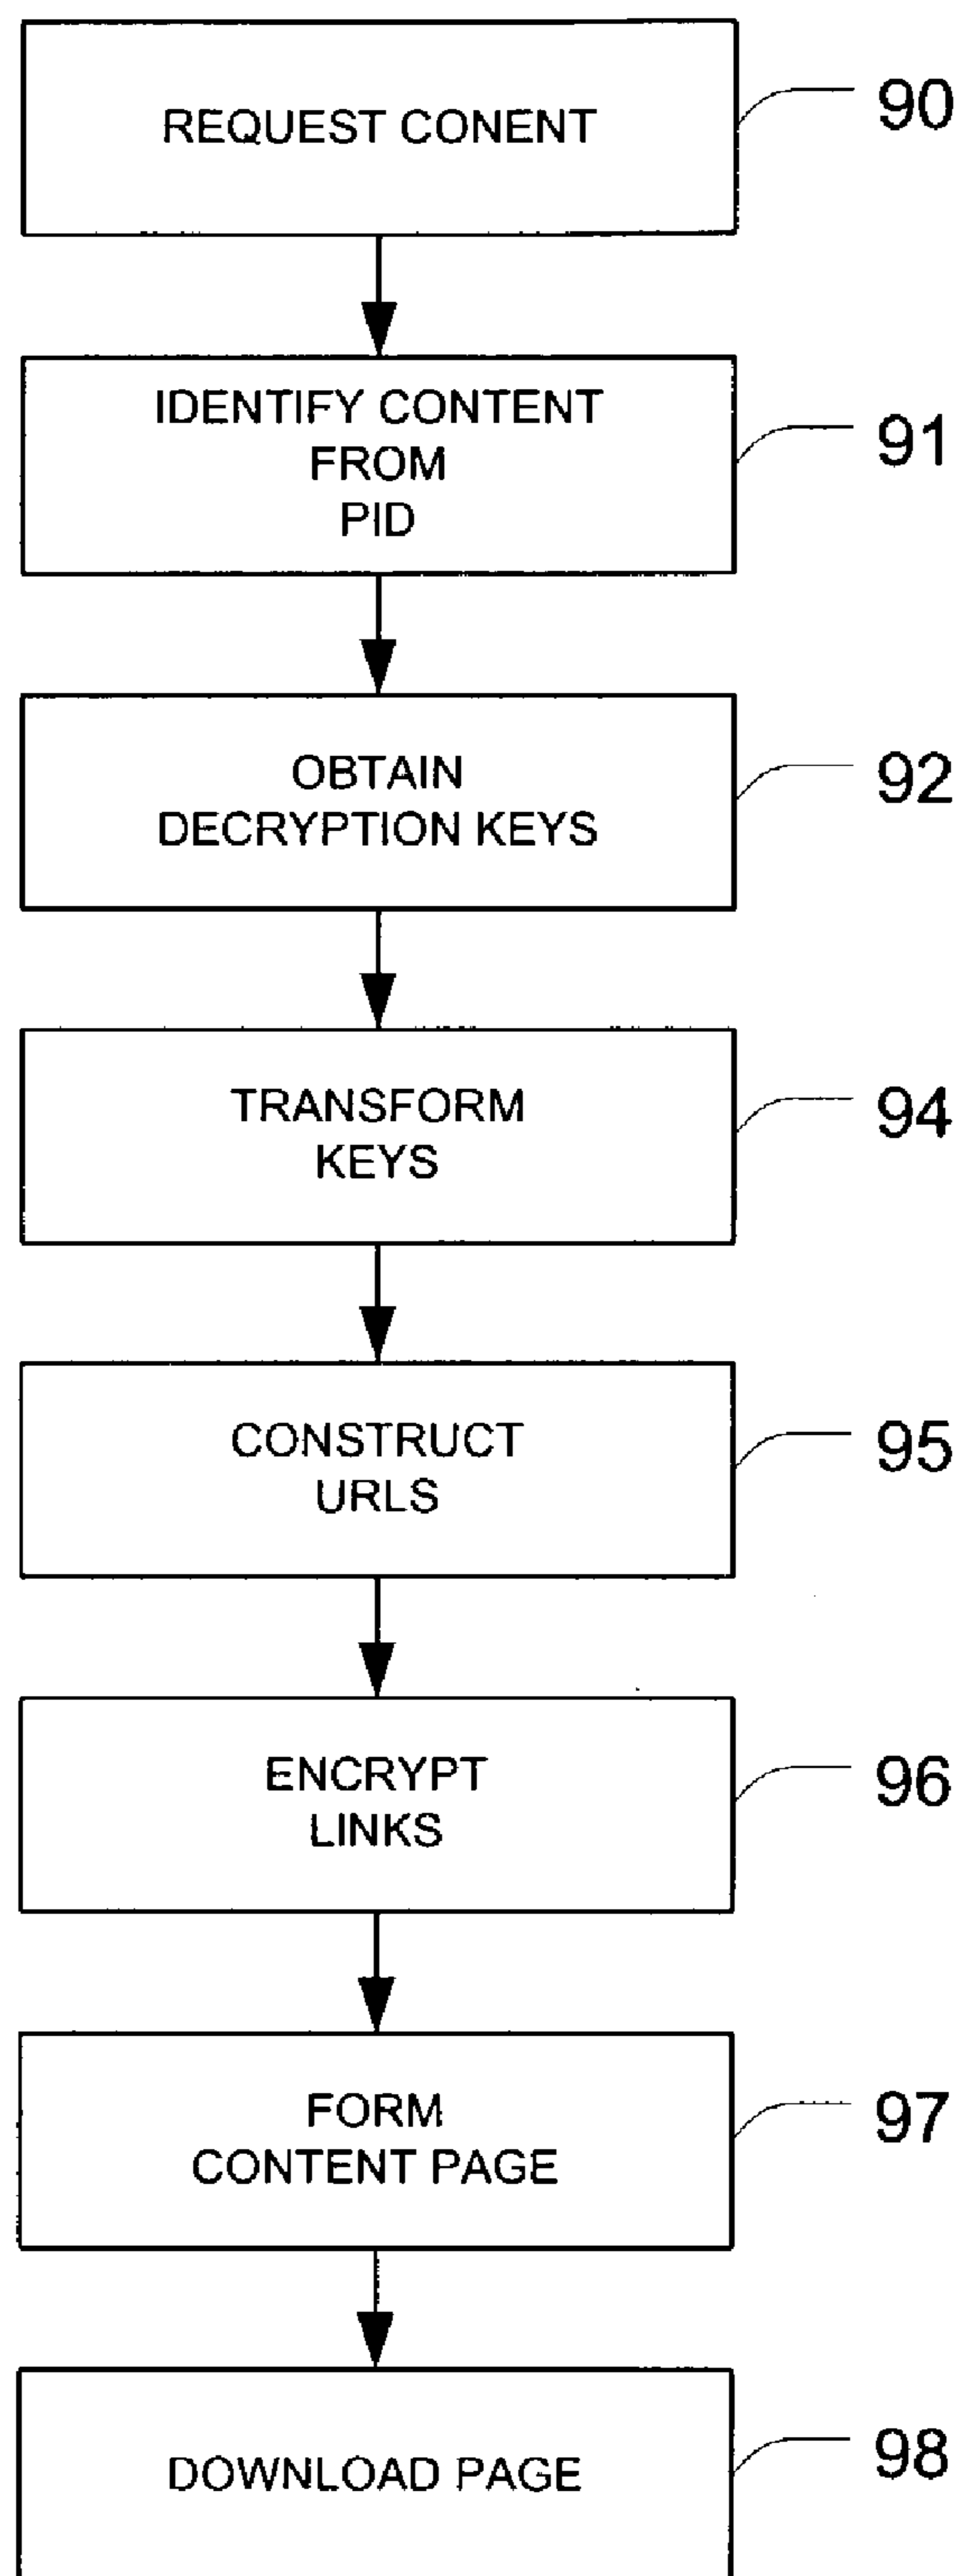 REQUEST CONENT
90
IDENTIFY CONTENT
FROM
PID
91
OBTAIN
DECRYPTION KEYS
92
TRANSFORM
KEYS
94
CONSTRUCT
URLS
95
ENCRYPT
LINKS
96
FORM
CONTENT PAGE
97
DOWNLOAD PAGE
98